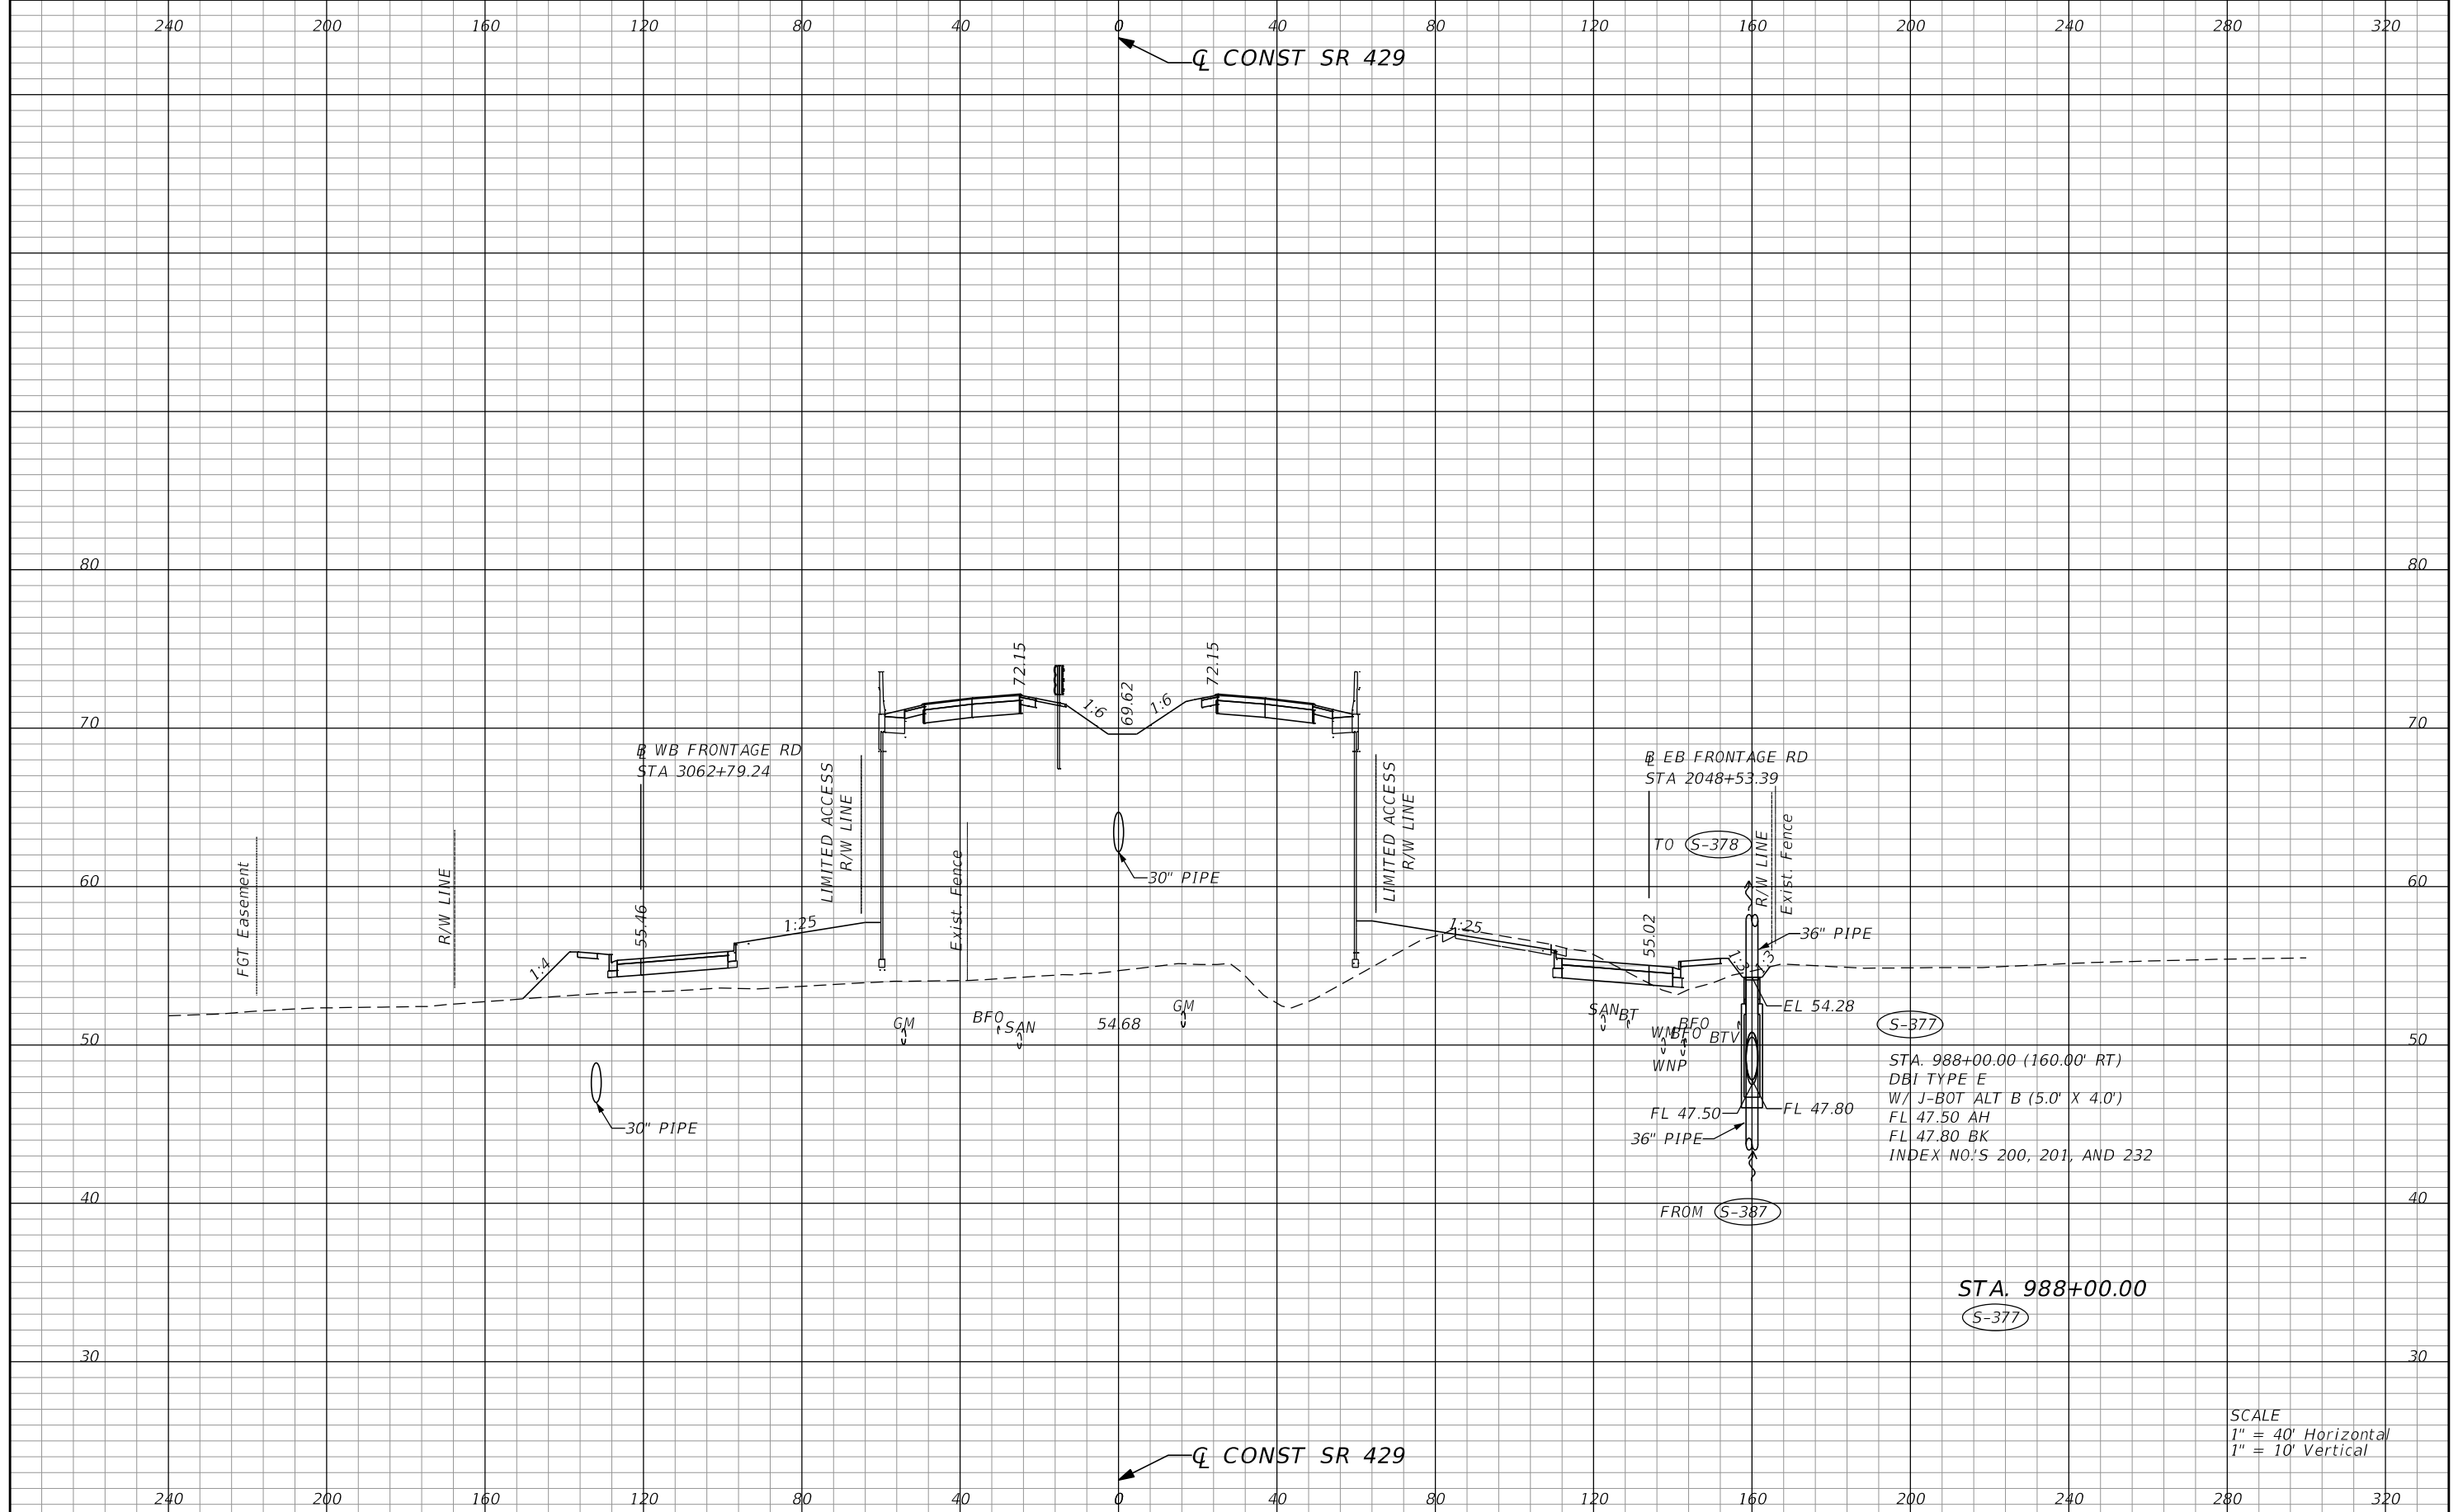 240 200 160 120 80 40 0 40 80 120 160 200 240 280 320
℄ CONST SR 429
80 80
72.15
72.15
69.62
1:6
1:6
70 70
℄ WB FRONTAGE RD
STA 3062+79.24
LIMITED ACCESS
R/W LINE
LIMITED ACCESS
R/W LINE
EB FRONTAGE RD
STA 2048+53.39
TO S-378
R/W LINE
Exist. Fence
60 60
30" PIPE
FGT Easement
R/W LINE
1:4
55.46
1:25
Exist. Fence
1:25
55.02
1:3
1:3
36" PIPE
EL 54.28
GM
BFO
SAN
54.68
GM
SAN
BT
WM
BFO
BFO
BTV
WNP
S-377
50 50
STA. 988+00.00 (160.00' RT)
DBI TYPE E
W/ J-BOT ALT B (5.0' X 4.0')
FL 47.50 AH
FL 47.80 BK
INDEX NO.'S 200, 201, AND 232
FL 47.50
FL 47.80
30" PIPE
36" PIPE
40 40
FROM S-387
STA. 988+00.00
S-377
30 30
SCALE
1" = 40' Horizontal
1" = 10' Vertical
℄ CONST SR 429
240 200 160 120 80 40 0 40 80 120 160 200 240 280 320